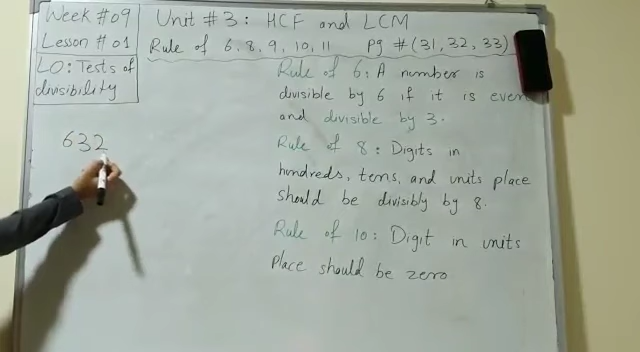 Week #09
Lesson # 01
LO: Tests of
divisibility
Unit # 3: HCF and LCM
Rule of 6, 8, 9, 10, 11 Pg # (31, 32, 33)
Rule of 6: A number is
divisible by 6 if it is even
and divisible by 3.
Rule of 8: Digits in
hundreds, tens, and units place
should be divisibly by 8.
Rule of 10: Digit in units
place should be zero
632